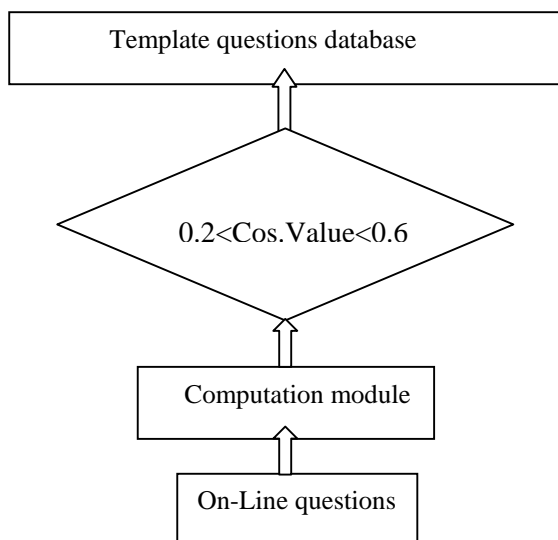 Template questions database
0.2<Cos.Value<0.6
Computation module
On-Line questions